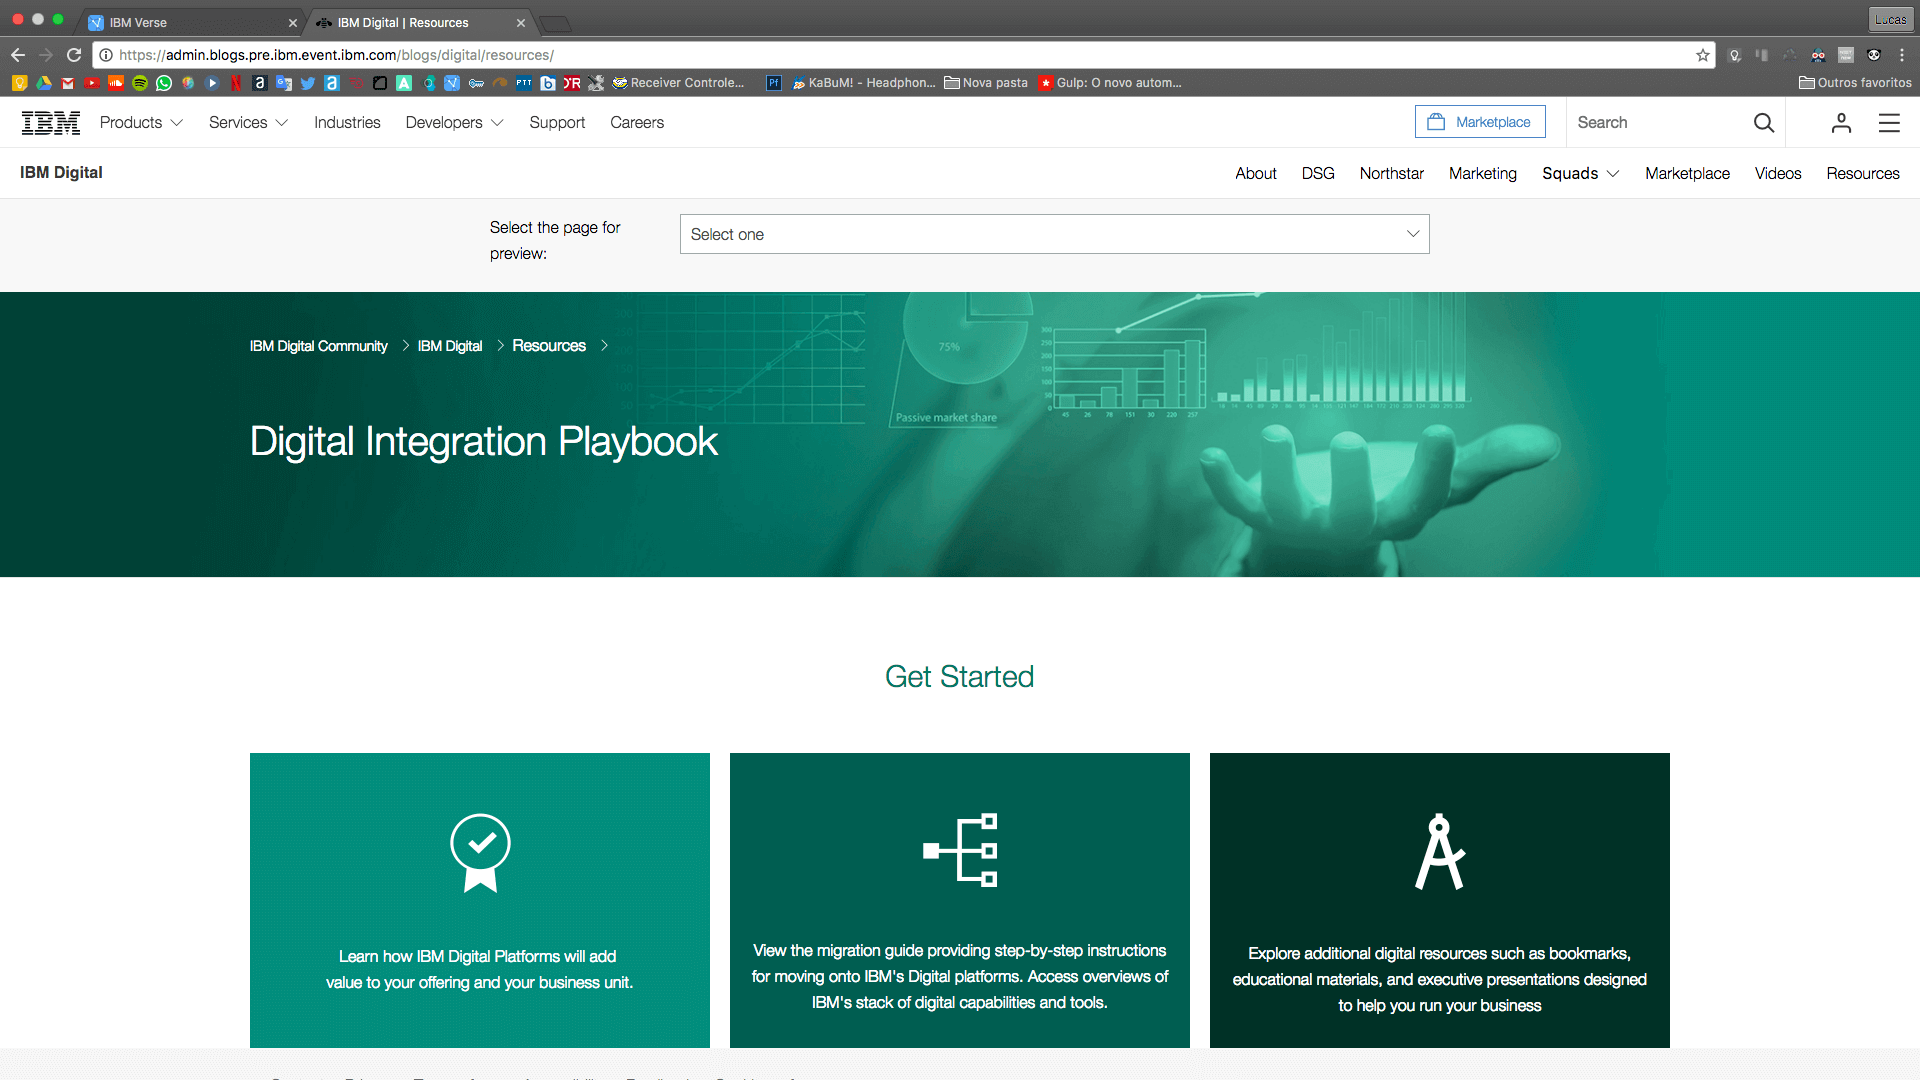 IBM Verse
IBM Digital | Resources
Lucas
https://admin.blogs.pre.ibm.event.ibm.com/blogs/digital/resources/
Receiver Controle...
KaBuM! - Headphon...
Nova pasta
Gulp: O novo autom...
Outros favoritos
IBM
Products
Services
Industries
Developers
Support
Careers
Marketplace
Search
IBM Digital
About
DSG
Northstar
Marketing
Squads
Marketplace
Videos
Resources
Select the page for
preview:
Select one
IBM Digital Community
IBM Digital
Resources
75%
Passive market share
Digital Integration Playbook
Get Started
Learn how IBM Digital Platforms will add
value to your offering and your business unit.
View the migration guide providing step-by-step instructions
for moving onto IBM's Digital platforms. Access overviews of
IBM's stack of digital capabilities and tools.
Explore additional digital resources such as bookmarks,
educational materials, and executive presentations designed
to help you run your business